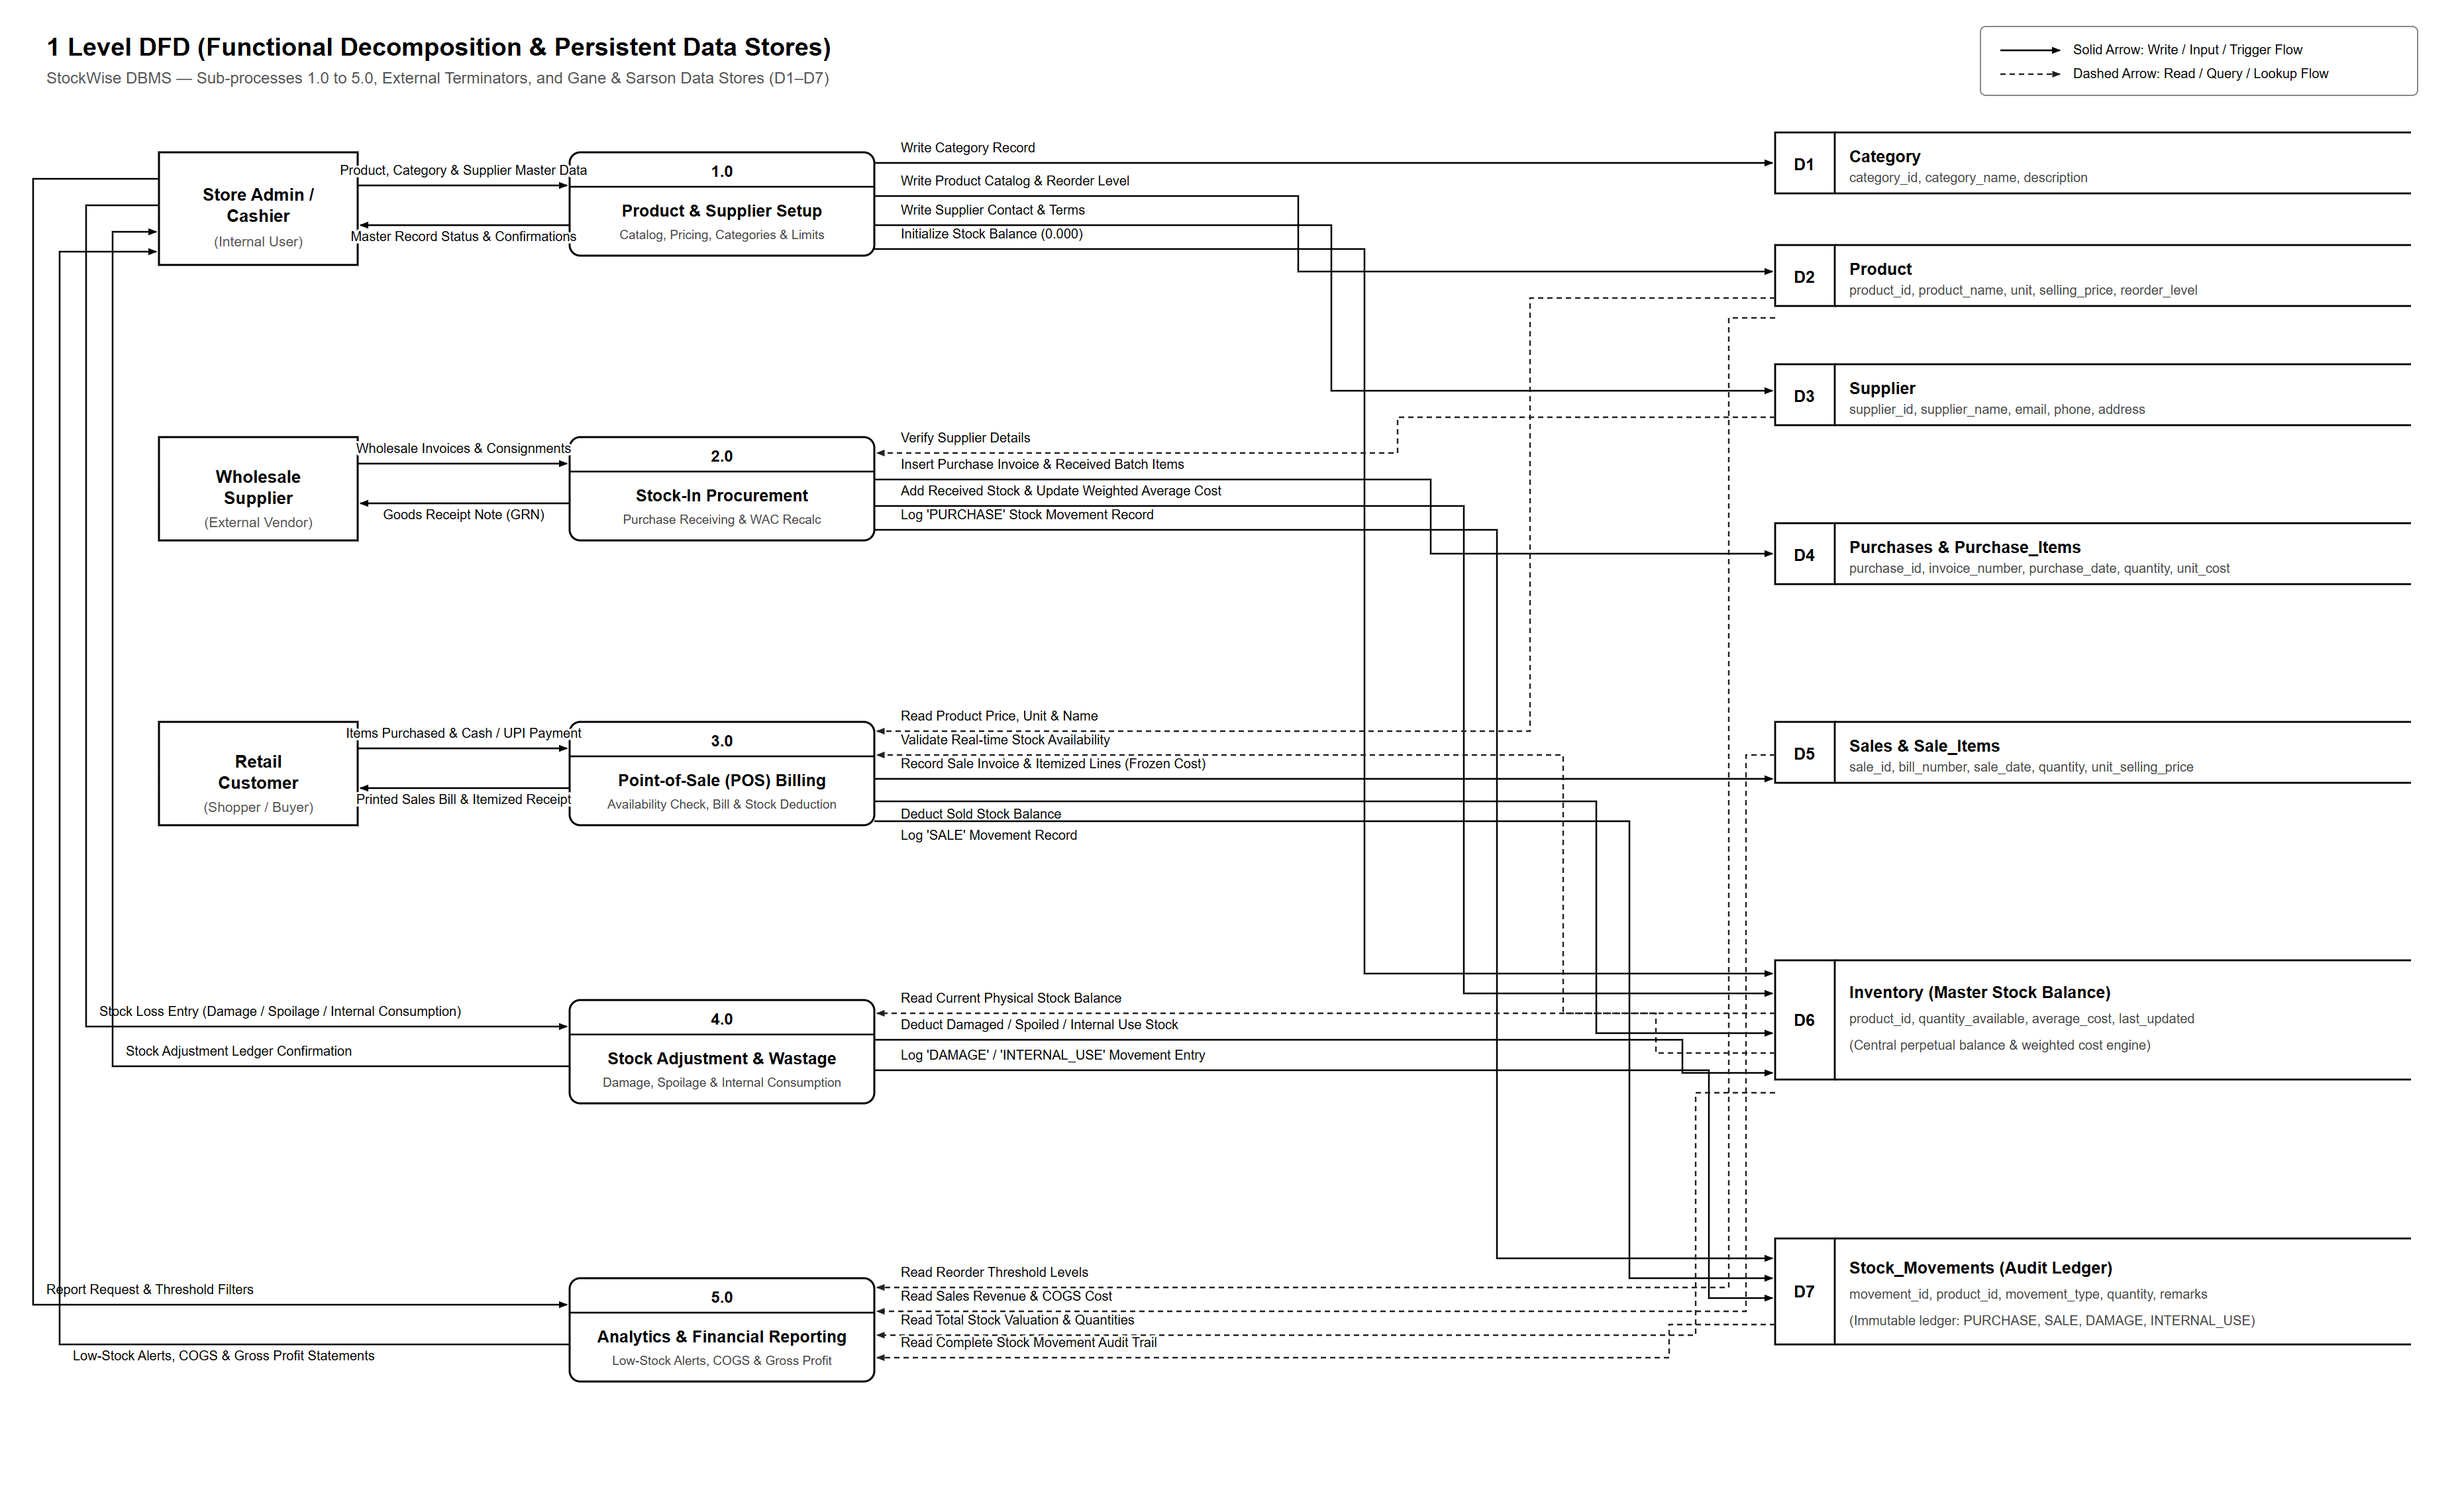 1 Level DFD (Functional Decomposition & Persistent Data Stores)
StockWise DBMS — Sub-processes 1.0 to 5.0, External Terminators, and Gane & Sarson Data Stores (D1–D7)
Solid Arrow: Write / Input / Trigger Flow
Dashed Arrow: Read / Query / Lookup Flow
Store Admin /
Cashier
(Internal User)
Product, Category & Supplier Master Data
Master Record Status & Confirmations
1.0
Product & Supplier Setup
Catalog, Pricing, Categories & Limits
Write Category Record
Write Product Catalog & Reorder Level
Write Supplier Contact & Terms
Initialize Stock Balance (0.000)
D1
Category
category_id, category_name, description
D2
Product
product_id, product_name, unit, selling_price, reorder_level
D3
Supplier
supplier_id, supplier_name, email, phone, address
Wholesale
Supplier
(External Vendor)
Wholesale Invoices & Consignments
Goods Receipt Note (GRN)
2.0
Stock-In Procurement
Purchase Receiving & WAC Recalc
Verify Supplier Details
Insert Purchase Invoice & Received Batch Items
Add Received Stock & Update Weighted Average Cost
Log 'PURCHASE' Stock Movement Record
D4
Purchases & Purchase_Items
purchase_id, invoice_number, purchase_date, quantity, unit_cost
Retail
Customer
(Shopper / Buyer)
Items Purchased & Cash / UPI Payment
Printed Sales Bill & Itemized Receipt
3.0
Point-of-Sale (POS) Billing
Availability Check, Bill & Stock Deduction
Read Product Price, Unit & Name
Validate Real-time Stock Availability
Record Sale Invoice & Itemized Lines (Frozen Cost)
Deduct Sold Stock Balance
Log 'SALE' Movement Record
D5
Sales & Sale_Items
sale_id, bill_number, sale_date, quantity, unit_selling_price
Stock Loss Entry (Damage / Spoilage / Internal Consumption)
Stock Adjustment Ledger Confirmation
4.0
Stock Adjustment & Wastage
Damage, Spoilage & Internal Consumption
Read Current Physical Stock Balance
Deduct Damaged / Spoiled / Internal Use Stock
Log 'DAMAGE' / 'INTERNAL_USE' Movement Entry
D6
Inventory (Master Stock Balance)
product_id, quantity_available, average_cost, last_updated
(Central perpetual balance & weighted cost engine)
Report Request & Threshold Filters
Low-Stock Alerts, COGS & Gross Profit Statements
5.0
Analytics & Financial Reporting
Low-Stock Alerts, COGS & Gross Profit
Read Reorder Threshold Levels
Read Sales Revenue & COGS Cost
Read Total Stock Valuation & Quantities
Read Complete Stock Movement Audit Trail
D7
Stock_Movements (Audit Ledger)
movement_id, product_id, movement_type, quantity, remarks
(Immutable ledger: PURCHASE, SALE, DAMAGE, INTERNAL_USE)